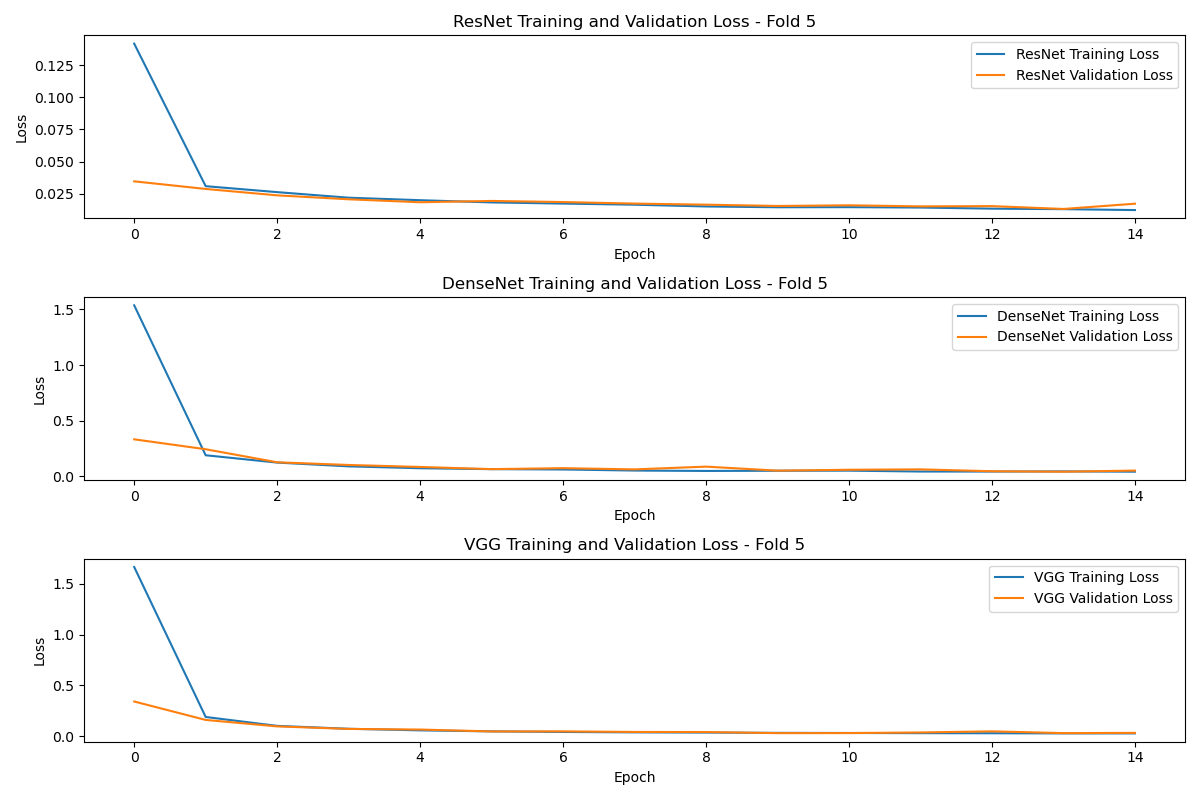 ResNet Training and Validation Loss - Fold 5
ResNet Training Loss
ResNet Validation Loss
Loss
0.125
0.100
0.075
0.050
0.025
0 2 4 6 8 10 12 14
Epoch
DenseNet Training and Validation Loss - Fold 5
DenseNet Training Loss
DenseNet Validation Loss
Loss
1.5
1.0
0.5
0.0
0 2 4 6 8 10 12 14
Epoch
VGG Training and Validation Loss - Fold 5
VGG Training Loss
VGG Validation Loss
Loss
1.5
1.0
0.5
0.0
0 2 4 6 8 10 12 14
Epoch